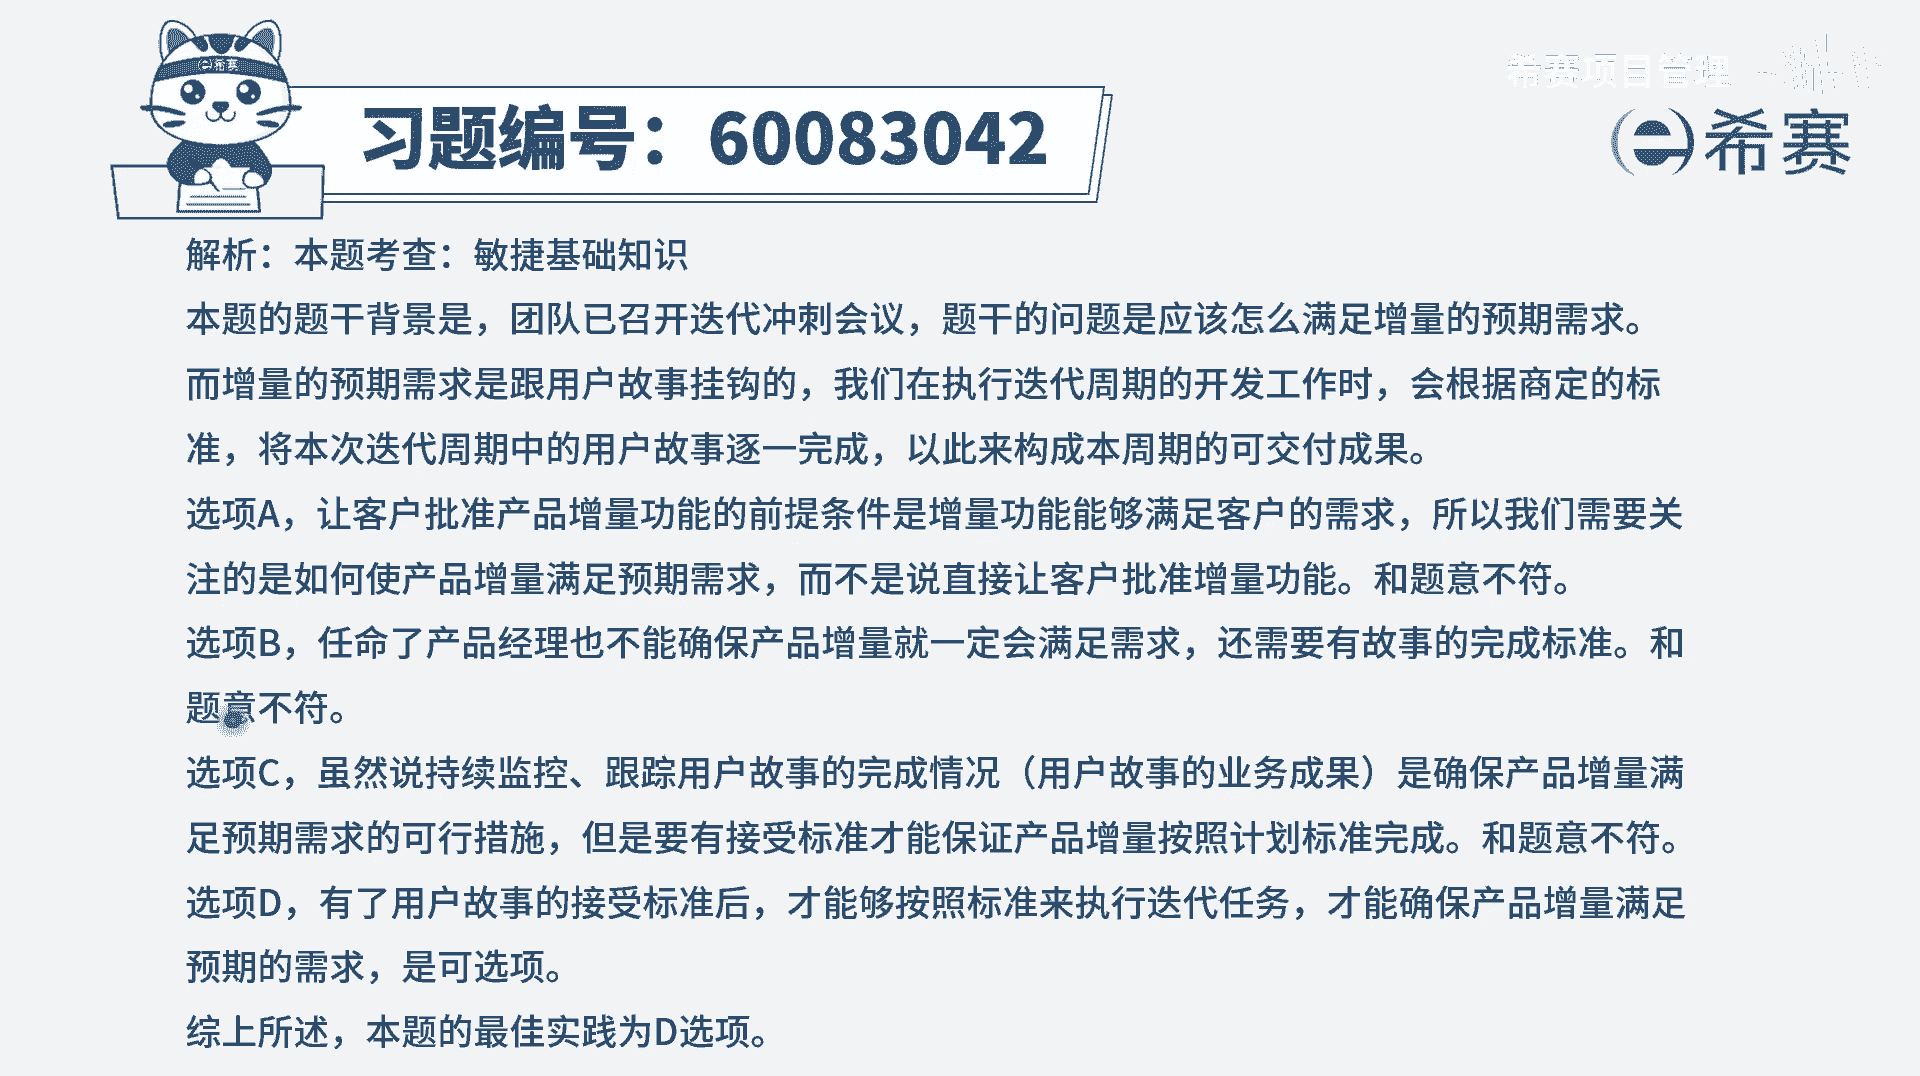 希赛
希赛项目管理
习题编号：60083042
希赛
解析：本题考查：敏捷基础知识
本题的题干背景是，团队已召开迭代冲刺会议，题干的问题是应该怎么满足增量的预期需求。
而增量的预期需求是跟用户故事挂钩的，我们在执行迭代周期的开发工作时，会根据商定的标
准，将本次迭代周期中的用户故事逐一完成，以此来构成本周期的可交付成果。
选项A，让客户批准产品增量功能的前提条件是增量功能能够满足客户的需求，所以我们需要关
注的是如何使产品增量满足预期需求，而不是说直接让客户批准增量功能。和题意不符。
选项B，任命了产品经理也不能确保产品增量就一定会满足需求，还需要有故事的完成标准。和
题意不符。
选项C，虽然说持续监控、跟踪用户故事的完成情况（用户故事的业务成果）是确保产品增量满
足预期需求的可行措施，但是要有接受标准才能保证产品增量按照计划标准完成。和题意不符。
选项D，有了用户故事的接受标准后，才能够按照标准来执行迭代任务，才能确保产品增量满足
预期的需求，是可选项。
综上所述，本题的最佳实践为D选项。